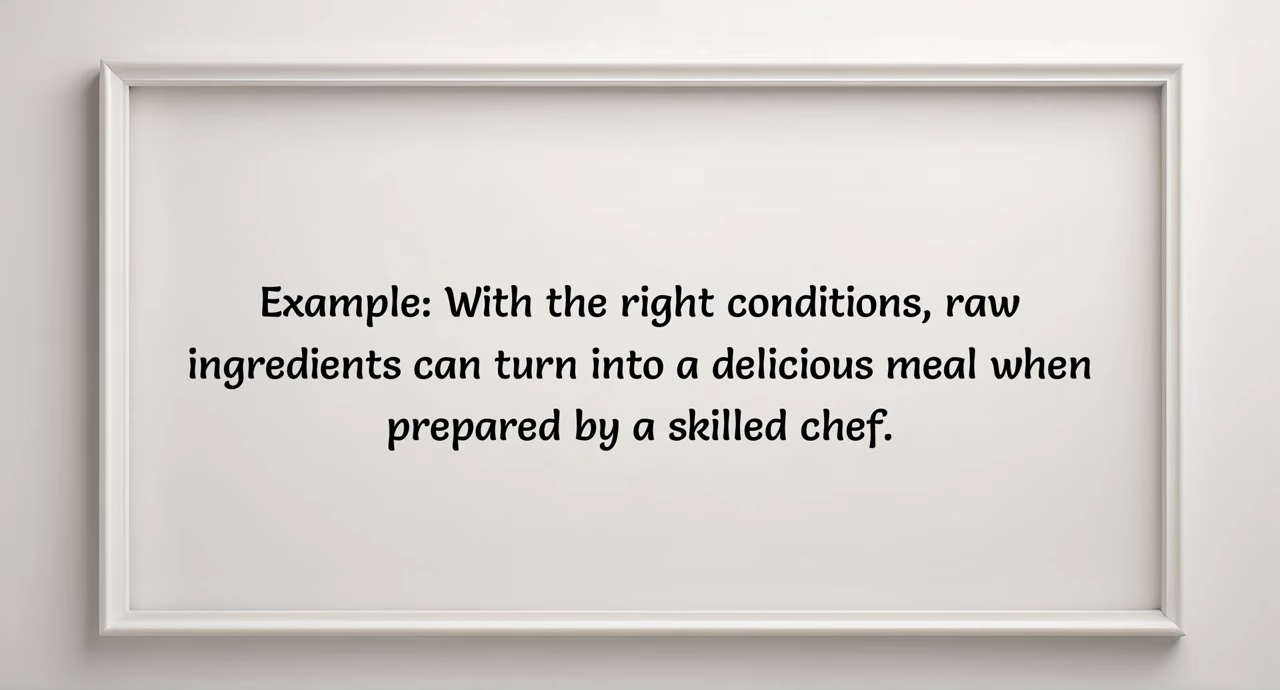 Example: With the right conditions, raw
ingredients can turn into a delicious meal when
prepared by a skilled chef.